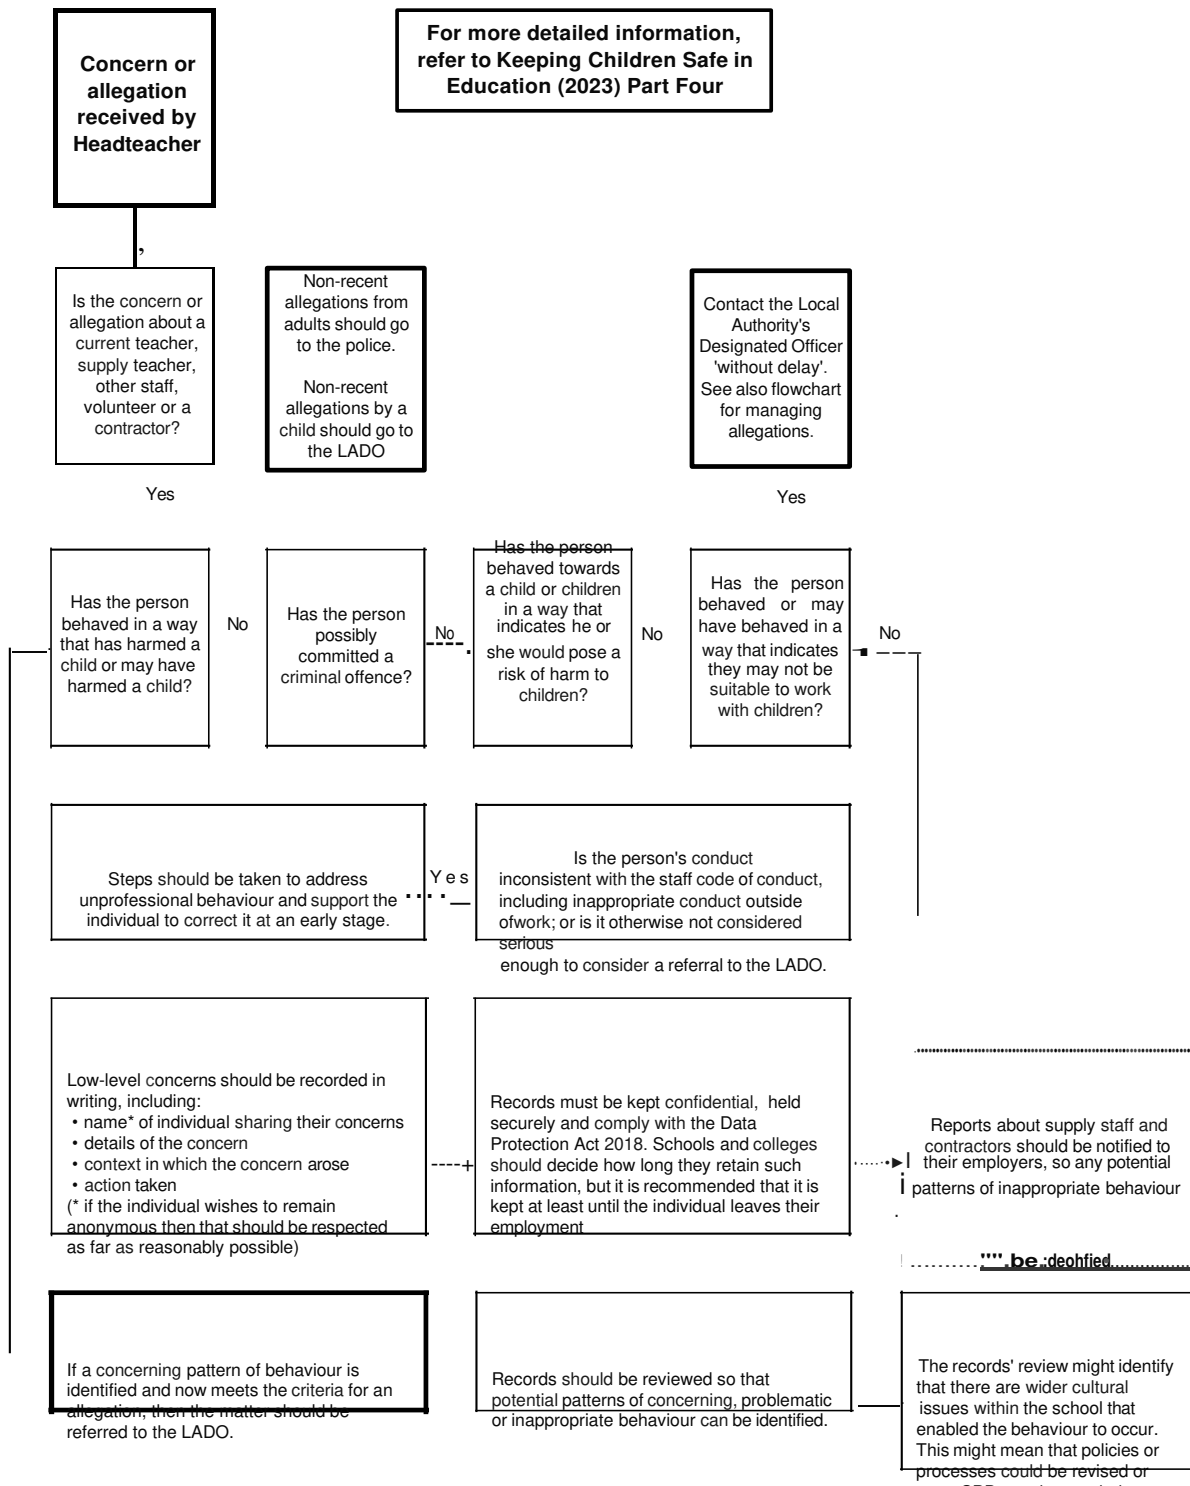 Concern or
allegation
received by
Headteacher
For more detailed information,
refer to Keeping Children Safe in
Education (2023) Part Four
Is the concern or
allegation about a
current teacher,
supply teacher,
other staff,
volunteer or a
contractor?
Non-recent
allegations from
adults should go
to the police.
Non-recent
allegations by a
child should go to
the LADO
Contact the Local
Authority's
Designated Officer
'without delay'.
See also flowchart
for managing
allegations.
Yes
Yes
Has the person
behaved in a way
that has harmed a
child or may have
harmed a child?
No
Has the person
possibly
committed a
criminal offence?
No
Has the person
behaved towards
a child or children
in a way that
indicates he or
she would pose a
risk of harm to
children?
No
Has the person
behaved or may
have behaved in a
way that indicates
they may not be
suitable to work
with children?
No
Steps should be taken to address
unprofessional behaviour and support the
individual to correct it at an early stage.
Yes
Is the person's conduct
inconsistent with the staff code of conduct,
including inappropriate conduct outside
ofwork; or is it otherwise not considered
serious
enough to consider a referral to the LADO.
Low-level concerns should be recorded in
writing, including:
• name* of individual sharing their concerns
• details of the concern
• context in which the concern arose
• action taken
(* if the individual wishes to remain
anonymous then that should be respected
as far as reasonably possible)
Records must be kept confidential, held
securely and comply with the Data
Protection Act 2018. Schools and colleges
should decide how long they retain such
information, but it is recommended that it is
kept at least until the individual leaves their
employment
Reports about supply staff and
contractors should be notified to
their employers, so any potential
patterns of inappropriate behaviour
"" be :deohfied
If a concerning pattern of behaviour is
identified and now meets the criteria for an
allegation, then the matter should be
referred to the LADO.
Records should be reviewed so that
potential patterns of concerning, problematic
or inappropriate behaviour can be identified.
The records' review might identify
that there are wider cultural
issues within the school that
enabled the behaviour to occur.
This might mean that policies or
processes could be revised or